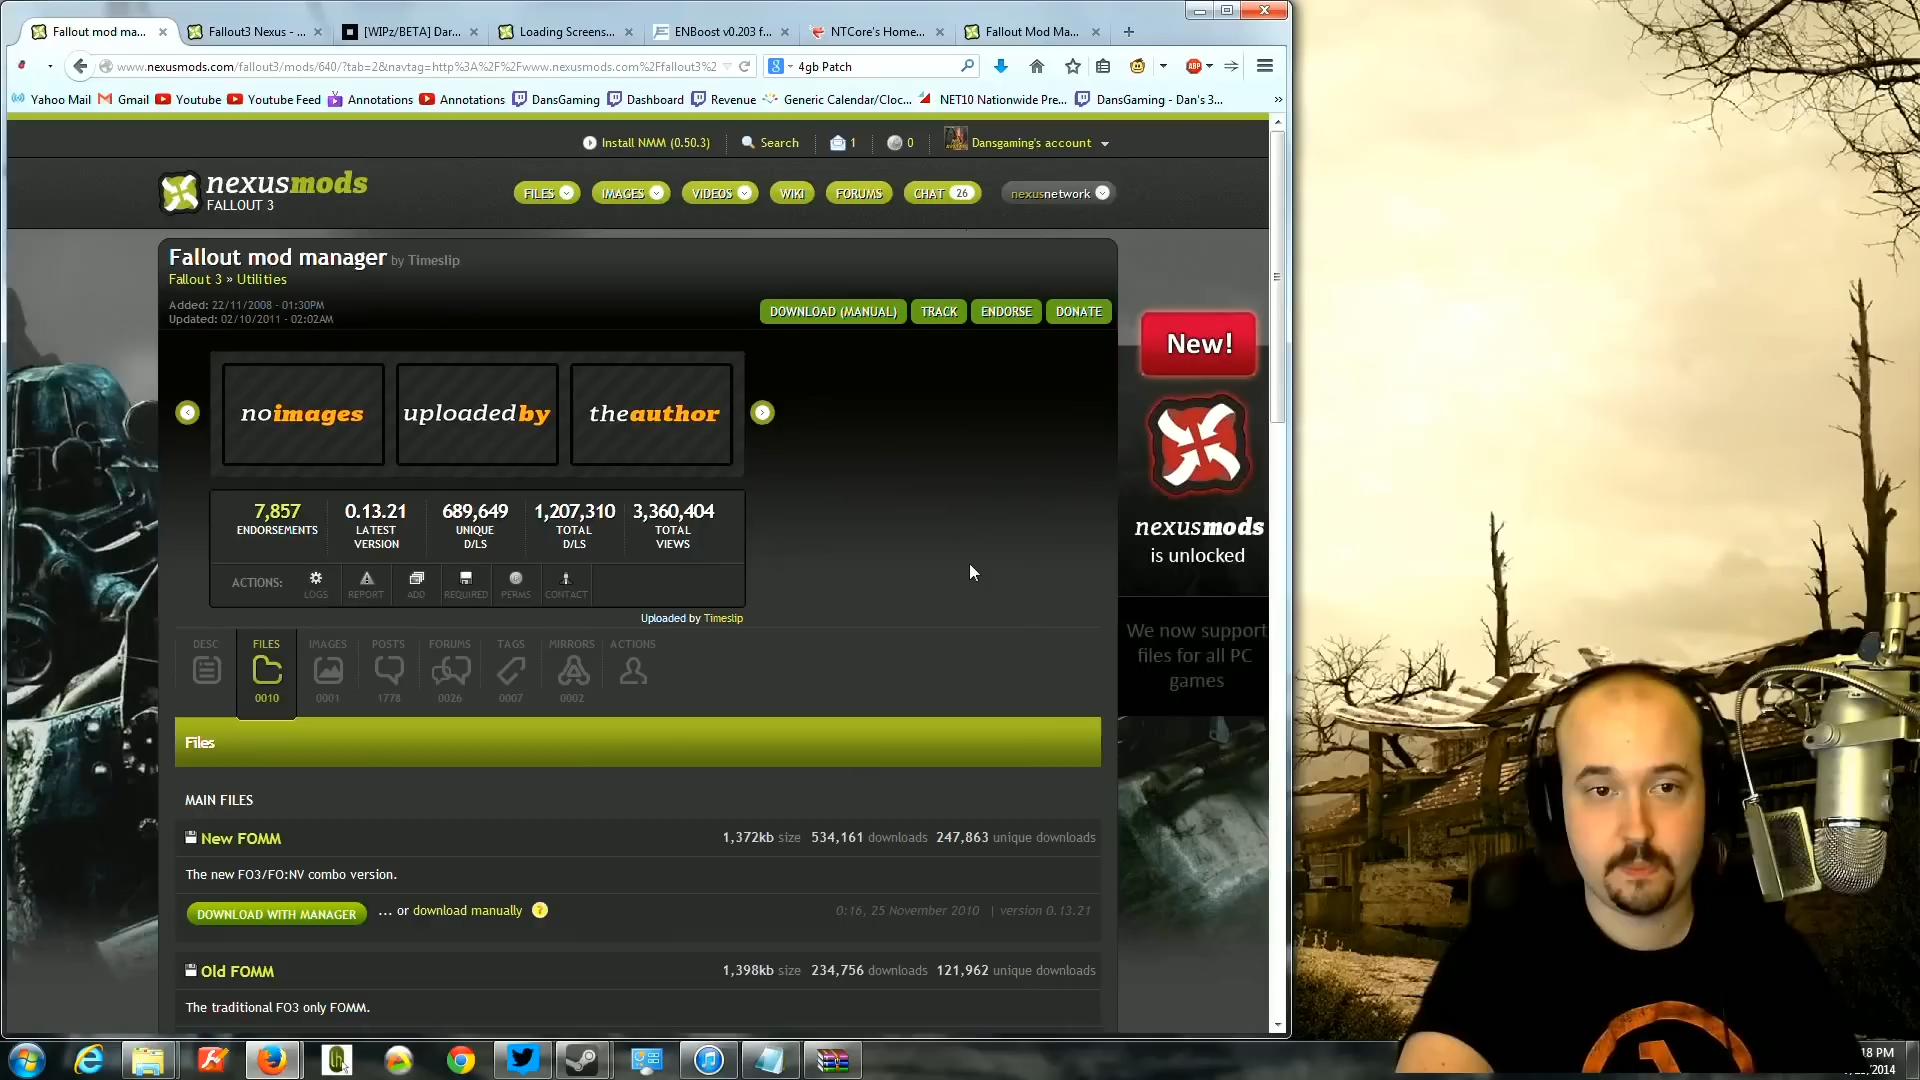 Fallout mod ma...
Fallout3 Nexus - ...
[WIPz/BETA] Dar...
Loading Screens...
ENBoost v0.203 f...
NTCore's Home...
Fallout Mod Ma...
www.nexusmods.com/fallout3/mods/640/?tab=2&navtag=http%3A%2F%2Fwww.nexusmods.com%2Ffallout3%2
4gb Patch
ABP
Yahoo Mail
Gmail
Youtube
Youtube Feed
Annotations
Annotations
DansGaming
Dashboard
Revenue
Generic Calendar/Cloc...
NET10 Nationwide Pre...
DansGaming - Dan's 3...
Install NMM (0.50.3)
Search
1
0
Dansgaming's account
nexusmods
FALLOUT 3
FILES
IMAGES
VIDEOS
WIKI
FORUMS
CHAT 26
nexusnetwork
Fallout mod manager by Timeslip
Fallout 3 » Utilities
Added: 22/11/2008 - 01:30PM
Updated: 02/10/2011 - 02:02AM
DOWNLOAD (MANUAL)
TRACK
ENDORSE
DONATE
noimages
uploadedby
theauthor
7,857
ENDORSEMENTS
0.13.21
LATEST
VERSION
689,649
UNIQUE
D/LS
1,207,310
TOTAL
D/LS
3,360,404
TOTAL
VIEWS
ACTIONS:
LOGS
REPORT
ADD
REQUIRED
PERMS
CONTACT
Uploaded by Timeslip
DESC
FILES
0010
IMAGES
0001
POSTS
1778
FORUMS
0026
TAGS
0007
MIRRORS
0002
ACTIONS
Files
MAIN FILES
New FOMM
1,372kb size 534,161 downloads 247,863 unique downloads
The new FO3/FO:NV combo version.
DOWNLOAD WITH MANAGER
... or download manually ?
0:16, 25 November 2010 | version 0.13.21
Old FOMM
1,398kb size 234,756 downloads 121,962 unique downloads
The traditional FO3 only FOMM.
New!
nexusmods
is unlocked
We now support
files for all PC
games
18 PM
2014